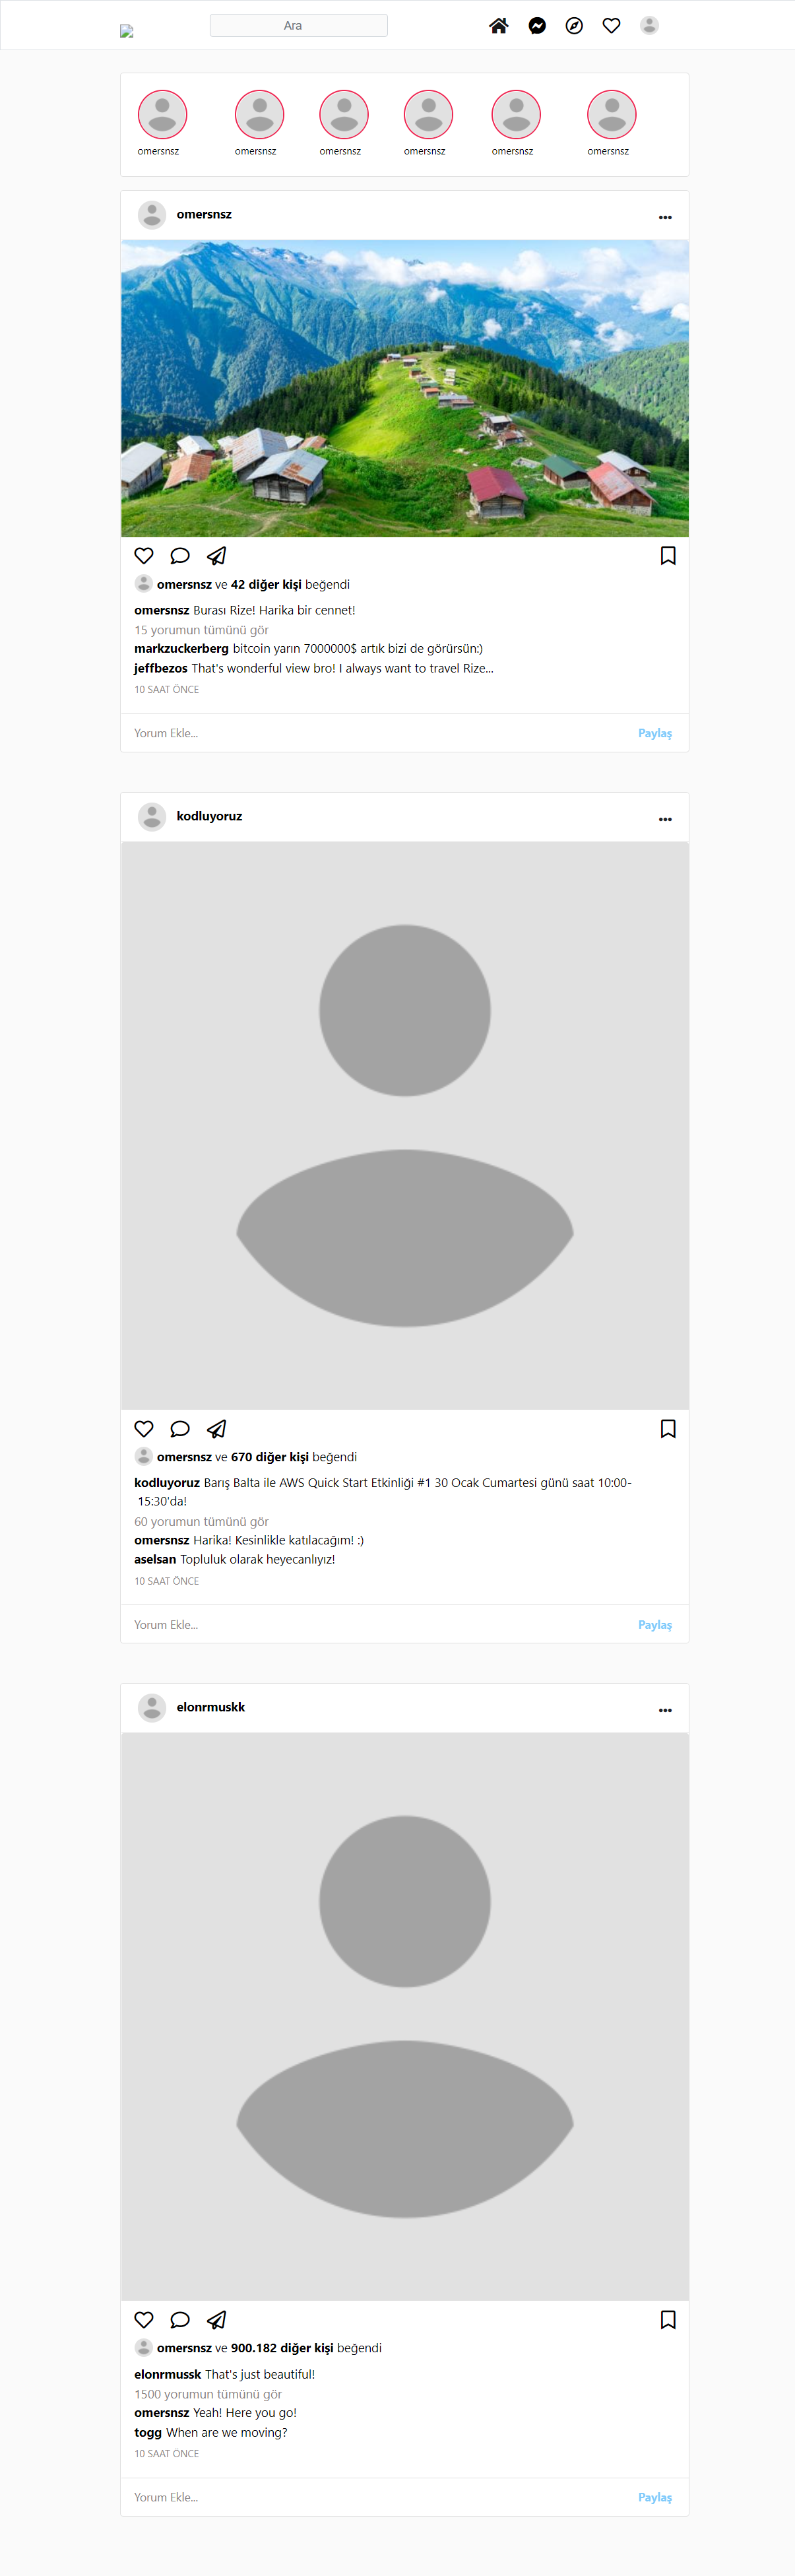 Ara
omersnsz omersnsz omersnsz omersnsz omersnsz omersnsz
omersnsz
omersnsz ve 42 diğer kişi beğendi
omersnsz Burası Rize! Harika bir cennet!
15 yorumun tümünü gör
markzuckerberg bitcoin yarın 7000000$ artık bizi de görürsün:)
jeffbezos That's wonderful view bro! I always want to travel Rize...
10 SAAT ÖNCE
Yorum Ekle... Paylaş
kodluyoruz
omersnsz ve 670 diğer kişi beğendi
kodluyoruz Barış Balta ile AWS Quick Start Etkinliği #1 30 Ocak Cumartesi günü saat 10:00-
15:30'da!
60 yorumun tümünü gör
omersnsz Harika! Kesinlikle katılacağım! :)
aselsan Topluluk olarak heyecanlıyız!
10 SAAT ÖNCE
Yorum Ekle... Paylaş
elonrmuskk
omersnsz ve 900.182 diğer kişi beğendi
elonrmussk That's just beautiful!
1500 yorumun tümünü gör
omersnsz Yeah! Here you go!
togg When are we moving?
10 SAAT ÖNCE
Yorum Ekle... Paylaş